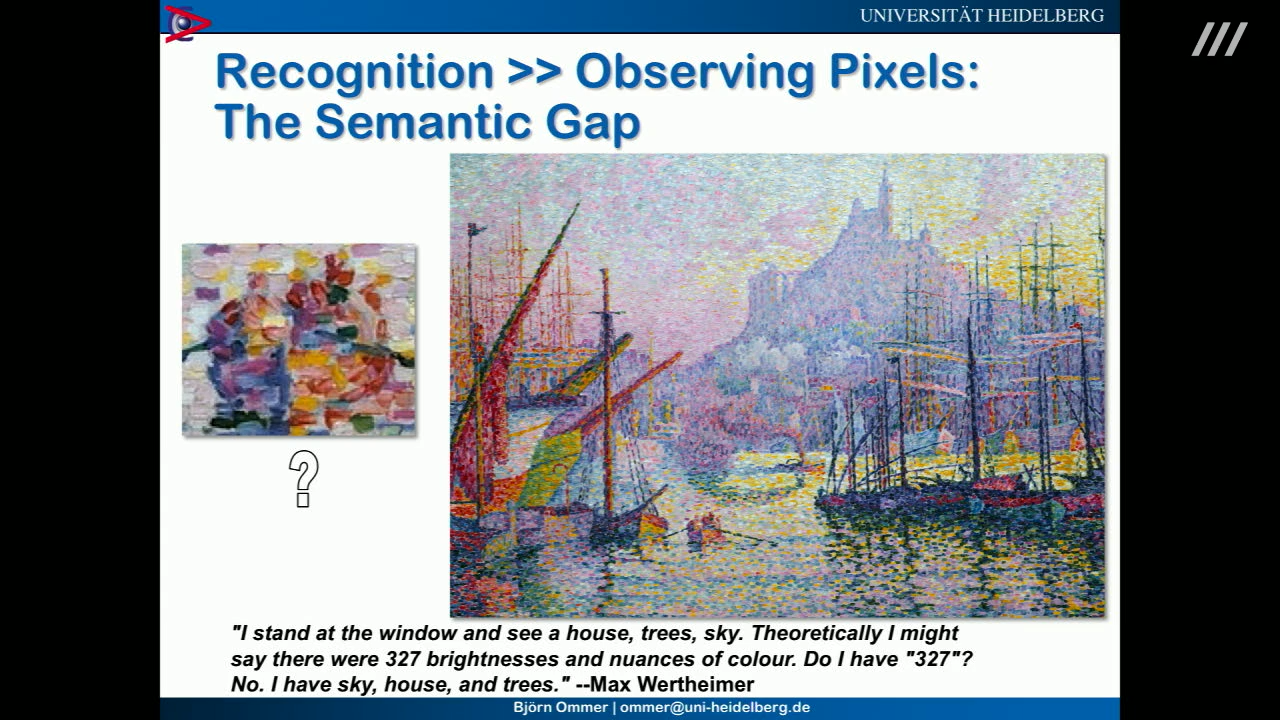 UNIVERSITÄT HEIDELBERG
Recognition >> Observing Pixels:
The Semantic Gap
?
"I stand at the window and see a house, trees, sky. Theoretically I might
say there were 327 brightnesses and nuances of colour. Do I have "327"?
No. I have sky, house, and trees." --Max Wertheimer
Björn Ommer | ommer@uni-heidelberg.de